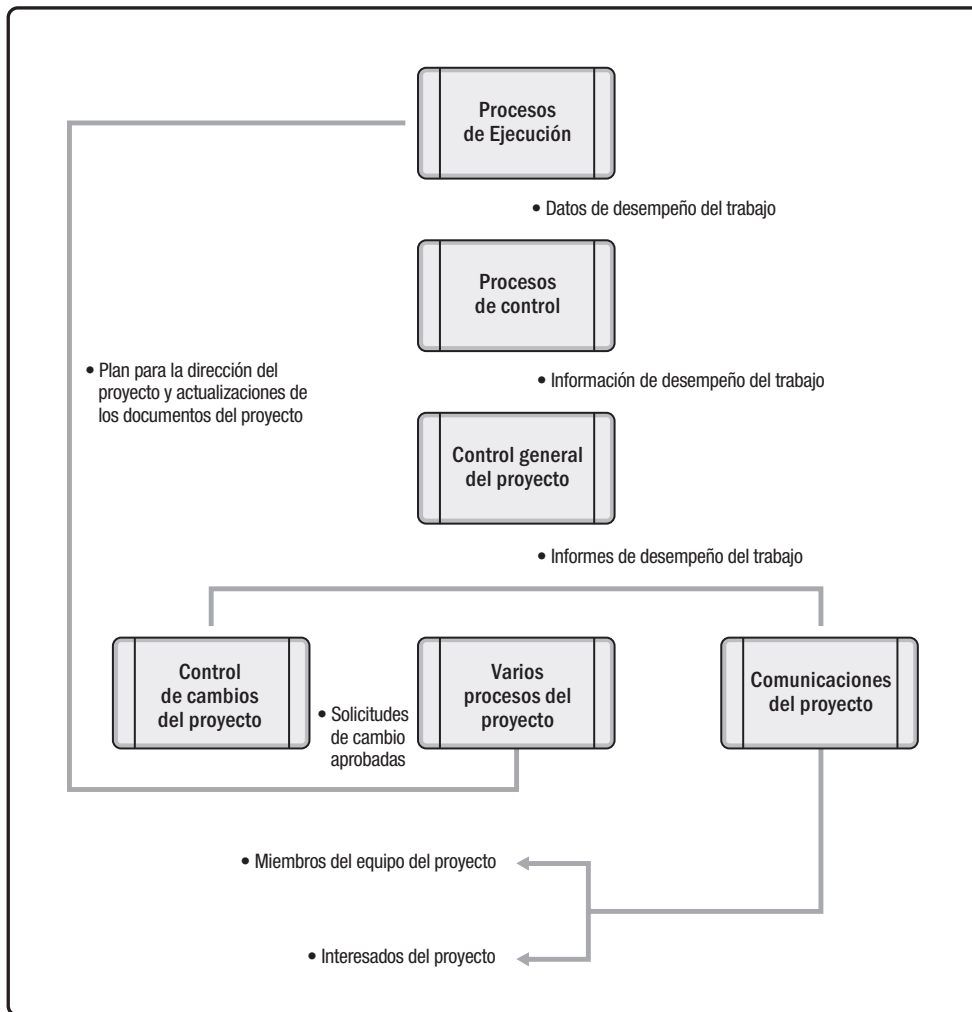 Procesos
de Ejecución
• Datos de desempeño del trabajo
Procesos
de control
• Plan para la dirección del
proyecto y actualizaciones de
los documentos del proyecto
• Información de desempeño del trabajo
Control general
del proyecto
• Informes de desempeño del trabajo
Control
de cambios
del proyecto
• Solicitudes
de cambio
aprobadas
Varios
procesos del
proyecto
Comunicaciones
del proyecto
• Miembros del equipo del proyecto
• Interesados del proyecto